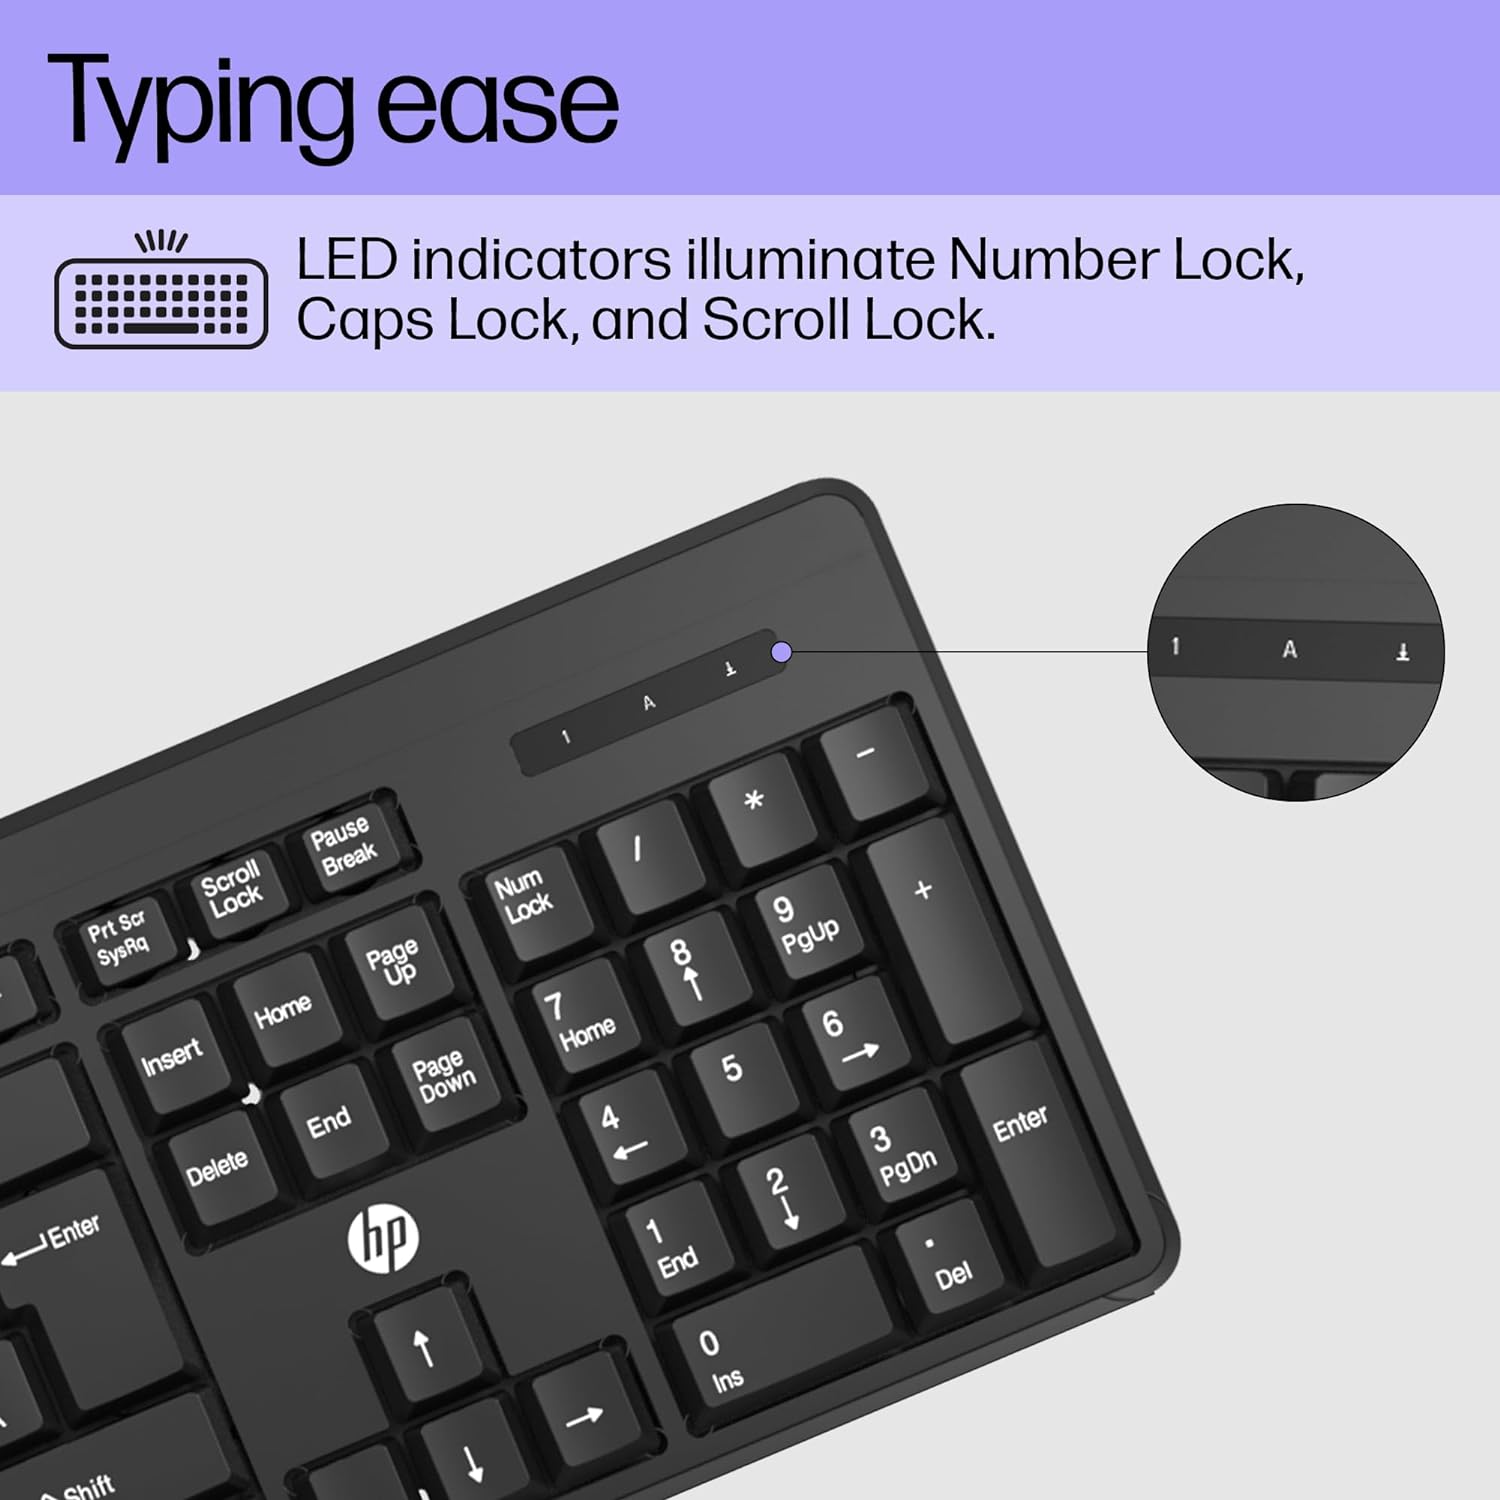 Typing ease
LED indicators illuminate Number Lock,
Caps Lock, and Scroll Lock.
1 A
1 A
Pause
Break
Scroll
Lock
Prt Scr
SysRq
Num
Lock
/
*
-
Insert
Home
Page
Up
7
Home
8
↑
9
PgUp
+
Delete
End
Page
Down
4
←
5
6
→
Enter
hp
1
End
2
↓
3
PgDn
Enter
0
Ins
.
Del
↑
↓
→
Shift